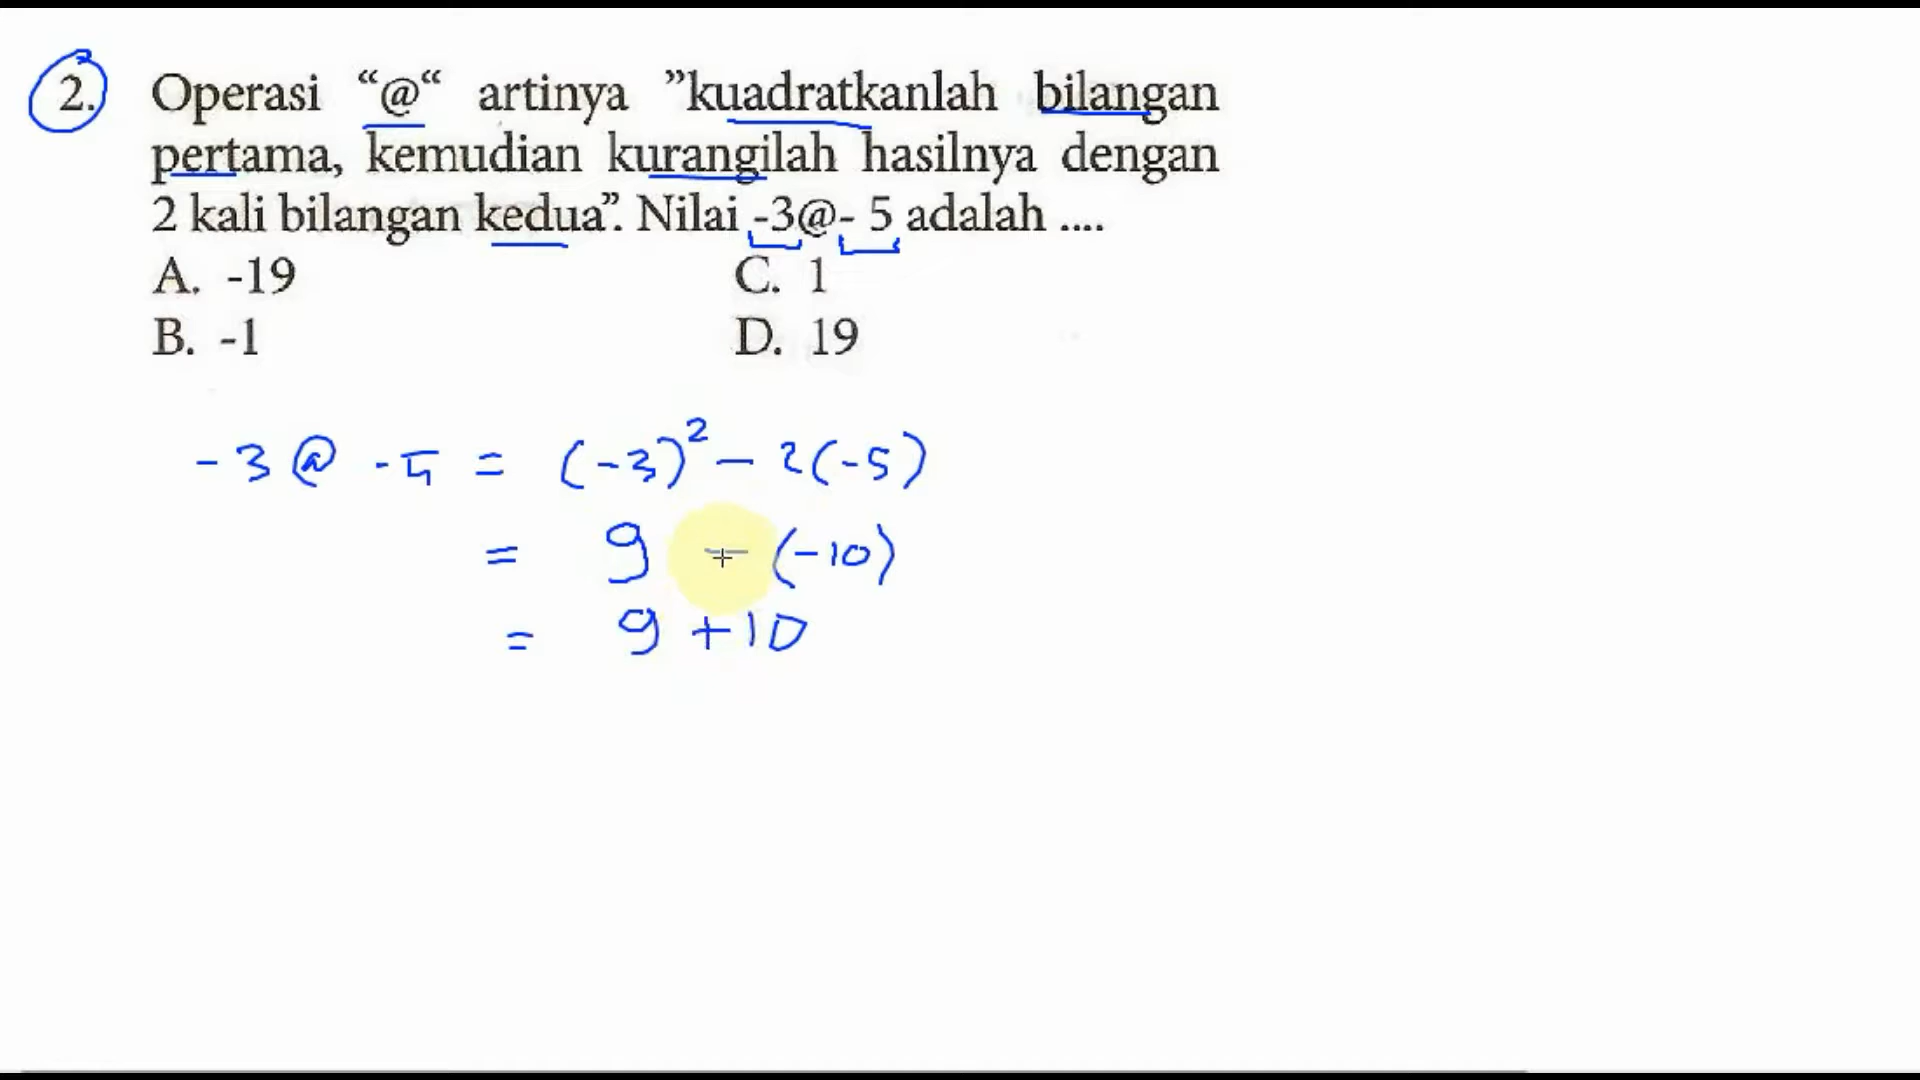 2. Operasi “@“ artinya ”kuadratkanlah bilangan
pertama, kemudian kurangilah hasilnya dengan
2 kali bilangan kedua”. Nilai -3@- 5 adalah ....
A. -19 C. 1
B. -1 D. 19
-3 @ -5 = (-3)² - 2(-5)
= 9 - (-10)
= 9 + 10